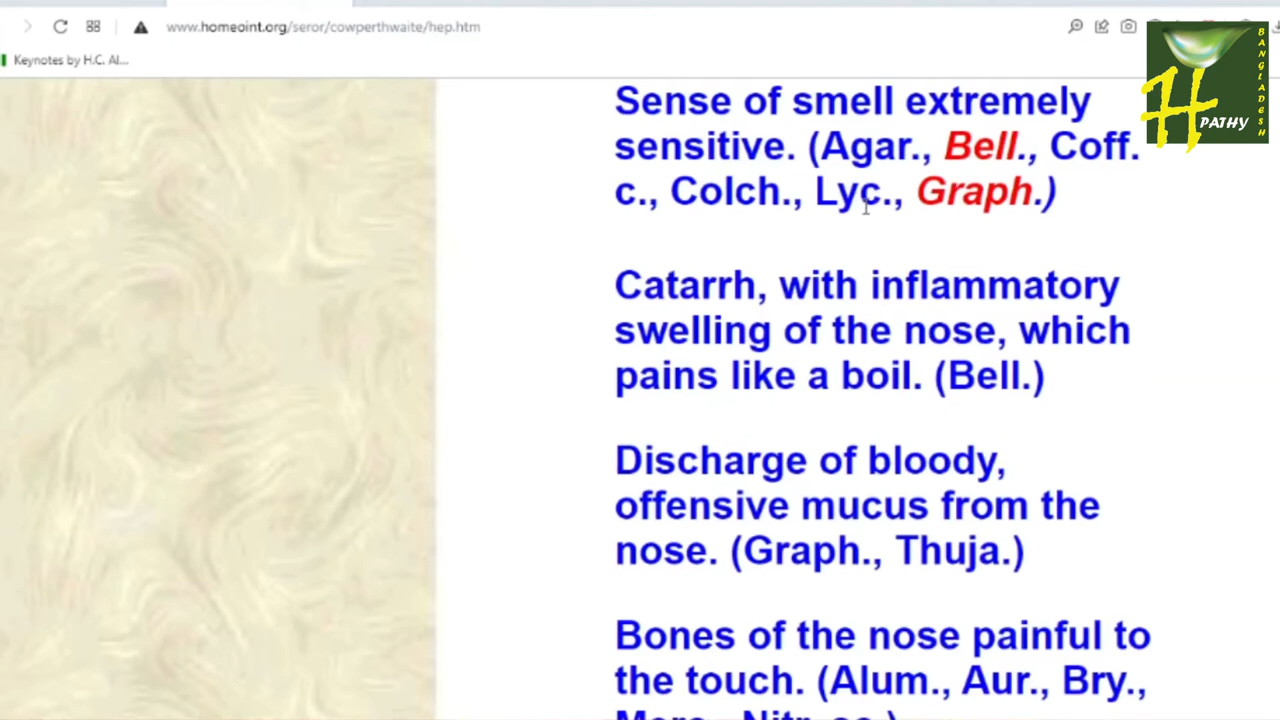 www.homeoint.org/seror/cowperthwaite/hep.htm
Keynotes by H.C. Al...
H PATHY
BANGLADESH
Sense of smell extremely
sensitive. (Agar., Bell., Coff.
c., Colch., Lyc., Graph.)
Catarrh, with inflammatory
swelling of the nose, which
pains like a boil. (Bell.)
Discharge of bloody,
offensive mucus from the
nose. (Graph., Thuja.)
Bones of the nose painful to
the touch. (Alum., Aur., Bry.,